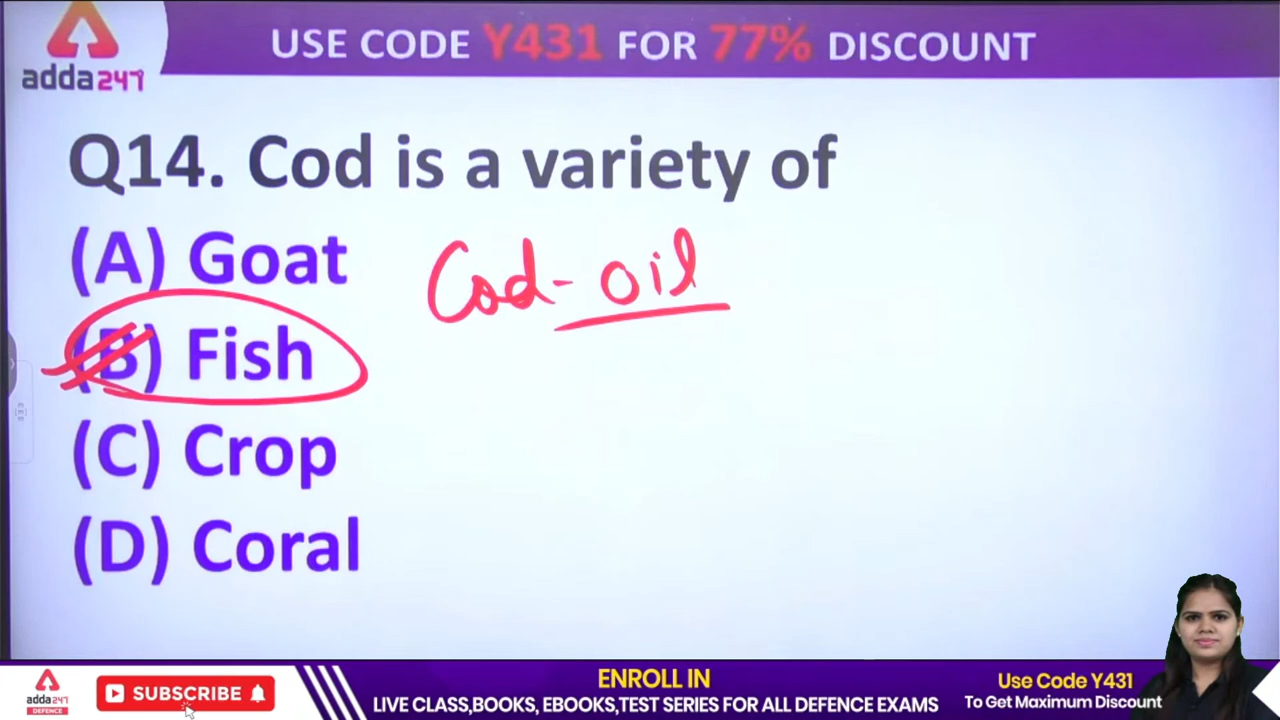 USE CODE Y431 FOR 77% DISCOUNT
adda247
Q14. Cod is a variety of
(A) Goat
Cod- oil
(B) Fish
(C) Crop
(D) Coral
adda247
DEFENCE
SUBSCRIBE
ENROLL IN
LIVE CLASS,BOOKS, EBOOKS,TEST SERIES FOR ALL DEFENCE EXAMS
Use Code Y431
To Get Maximum Discount